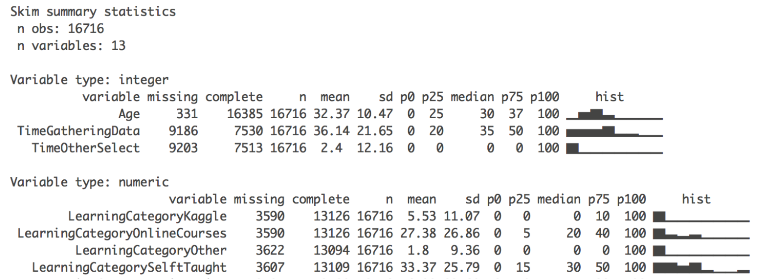 Skim summary statistics
n obs: 16716
n variables: 13
Variable type: integer
variable missing complete n mean sd p0 p25 median p75 p100 hist
Age 331 16385 16716 32.37 10.47 0 25 30 37 100
TimeGatheringData 9186 7530 16716 36.14 21.65 0 20 35 50 100
TimeOtherSelect 9203 7513 16716 2.4 12.16 0 0 0 0 100
Variable type: numeric
variable missing complete n mean sd p0 p25 median p75 p100 hist
LearningCategoryKaggle 3590 13126 16716 5.53 11.07 0 0 0 10 100
LearningCategoryOnlineCourses 3590 13126 16716 27.38 26.86 0 5 20 40 100
LearningCategoryOther 3622 13094 16716 1.8 9.36 0 0 0 0 100
LearningCategorySelftTaught 3607 13109 16716 33.37 25.79 0 15 30 50 100